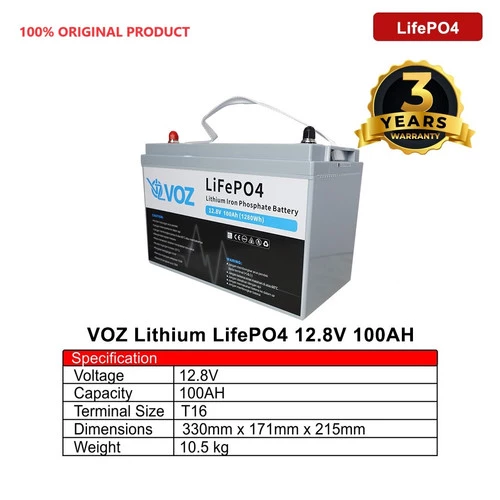 100% ORIGINAL PRODUCT
LifePO4
3
YEARS
WARRANTY
VOZ
LiFePO4
Lithium Iron Phosphate Battery
12.8V 100Ah (1280Wh)
VOZ Lithium LifePO4 12.8V 100AH
Specification
Voltage 12.8V
Capacity 100AH
Terminal Size T16
Dimensions 330mm x 171mm x 215mm
Weight 10.5 kg